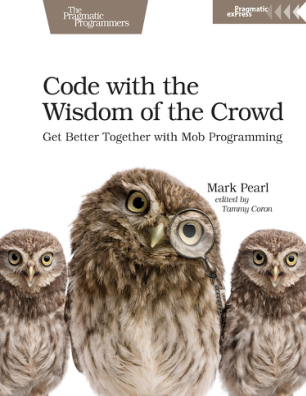 The
Pragmatic
Programmers
Pragmatic
exPress
Code with the
Wisdom of the Crowd
Get Better Together with Mob Programming
Mark Pearl
edited by
Tammy Coron